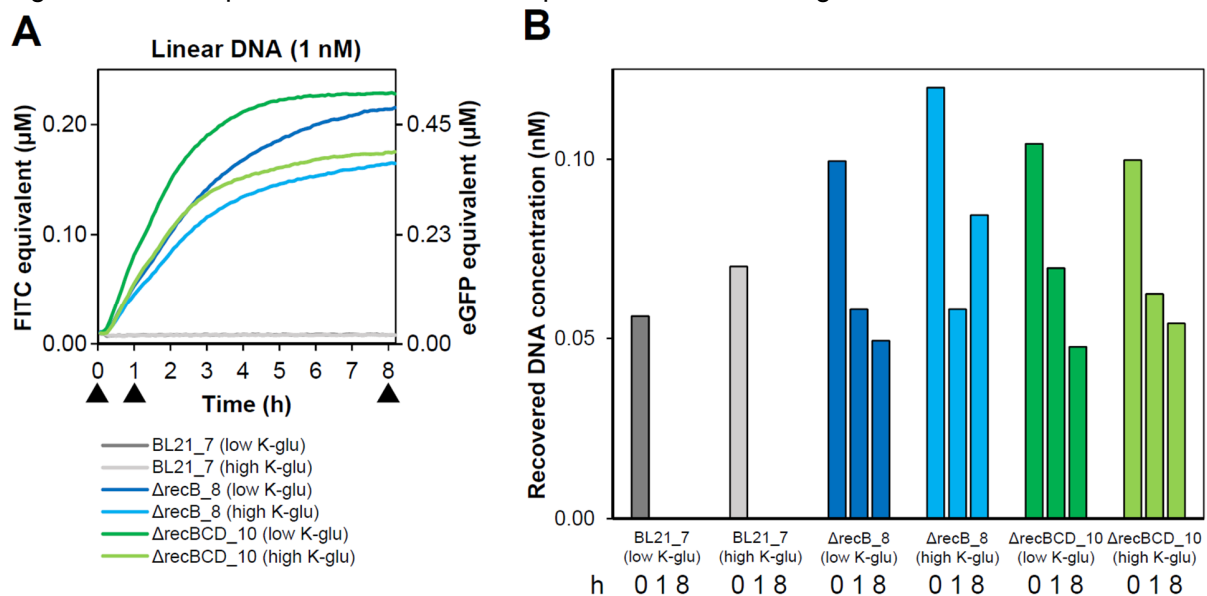 A
Linear DNA (1 nM)
FITC equivalent (µM)
0.20
0.10
0.00
eGFP equivalent (µM)
0.45
0.23
0.00
0 1 2 3 4 5 6 7 8
Time (h)
BL21_7 (low K-glu)
BL21_7 (high K-glu)
ΔrecB_8 (low K-glu)
ΔrecB_8 (high K-glu)
ΔrecBCD_10 (low K-glu)
ΔrecBCD_10 (high K-glu)
B
Recovered DNA concentration (nM)
0.10
0.05
0.00
BL21_7 (low K-glu)
BL21_7 (high K-glu)
ΔrecB_8 (low K-glu)
ΔrecB_8 (high K-glu)
ΔrecBCD_10 (low K-glu)
ΔrecBCD_10 (high K-glu)
h 0 1 8 0 1 8 0 1 8 0 1 8 0 1 8 0 1 8